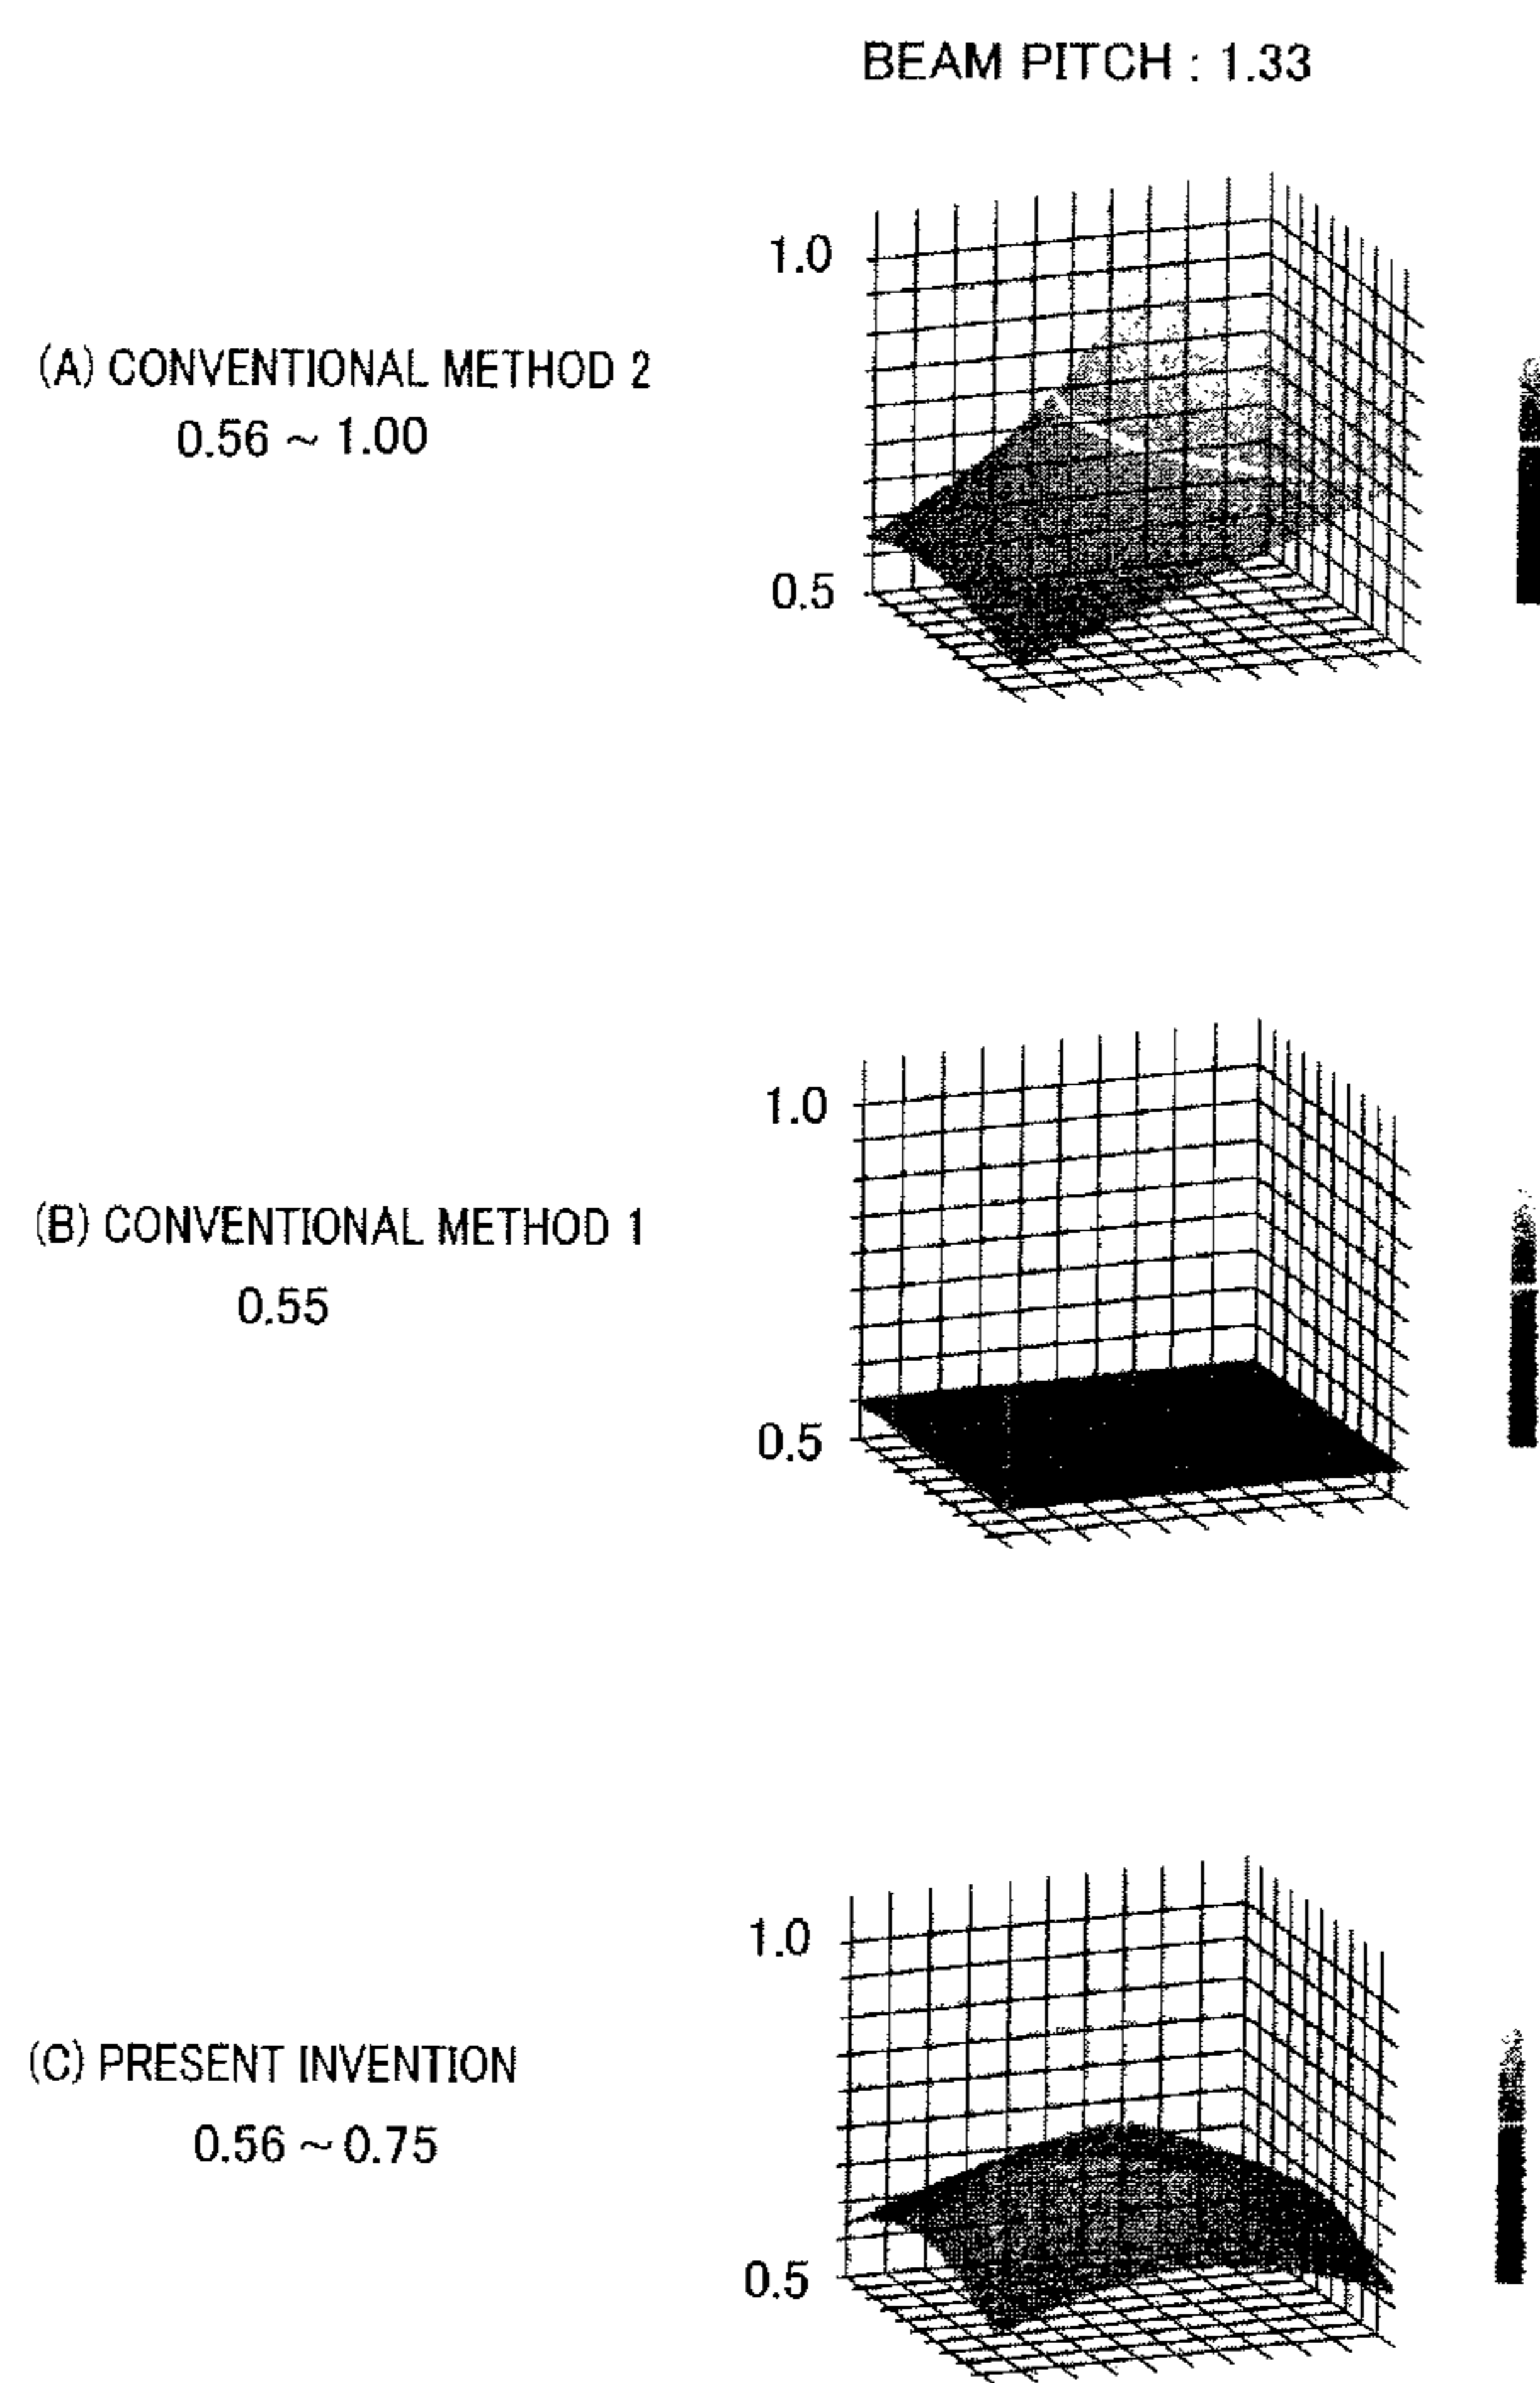 BEAM PITCH : 1.33
1.0
(A) CONVENTIONAL METHOD 2
0.56 ~ 1.00
0.5
1.0
(B) CONVENTIONAL METHOD 1
0.55
0.5
1.0
(C) PRESENT INVENTION
0.56 ~ 0.75
0.5